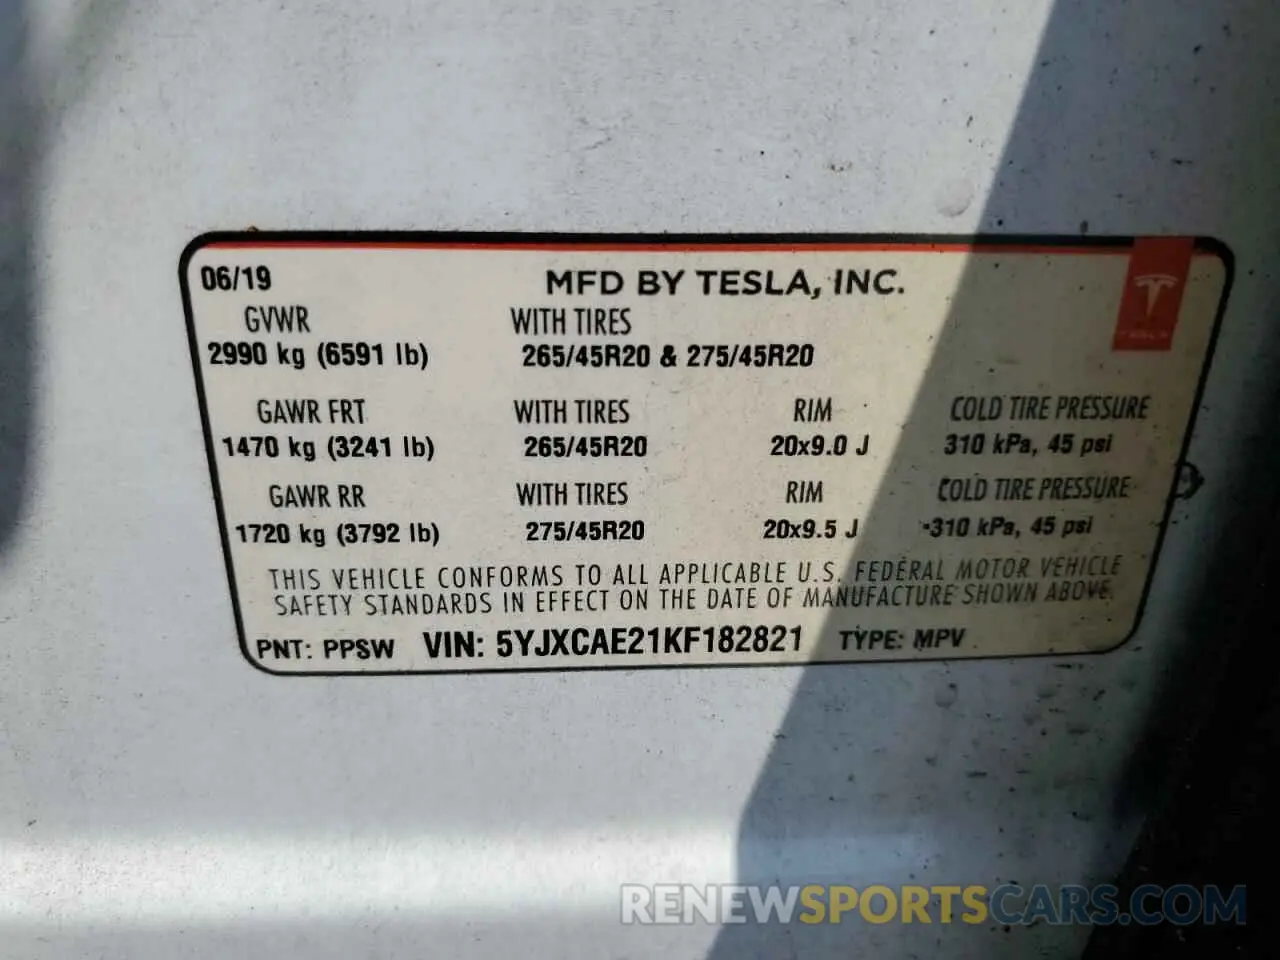 06/19 MFD BY TESLA, INC.
GVWR WITH TIRES
2990 kg (6591 lb) 265/45R20 & 275/45R20
GAWR FRT WITH TIRES RIM COLD TIRE PRESSURE
1470 kg (3241 lb) 265/45R20 20x9.0 J 310 kPa, 45 psi
GAWR RR WITH TIRES RIM COLD TIRE PRESSURE
1720 kg (3792 lb) 275/45R20 20x9.5 J 310 kPa, 45 psi
THIS VEHICLE CONFORMS TO ALL APPLICABLE U.S. FEDERAL MOTOR VEHICLE
SAFETY STANDARDS IN EFFECT ON THE DATE OF MANUFACTURE SHOWN ABOVE.
PNT: PPSW VIN: 5YJXCAE21KF182821 TYPE: MPV
TESLA
RENEWSPORTSCARS.COM